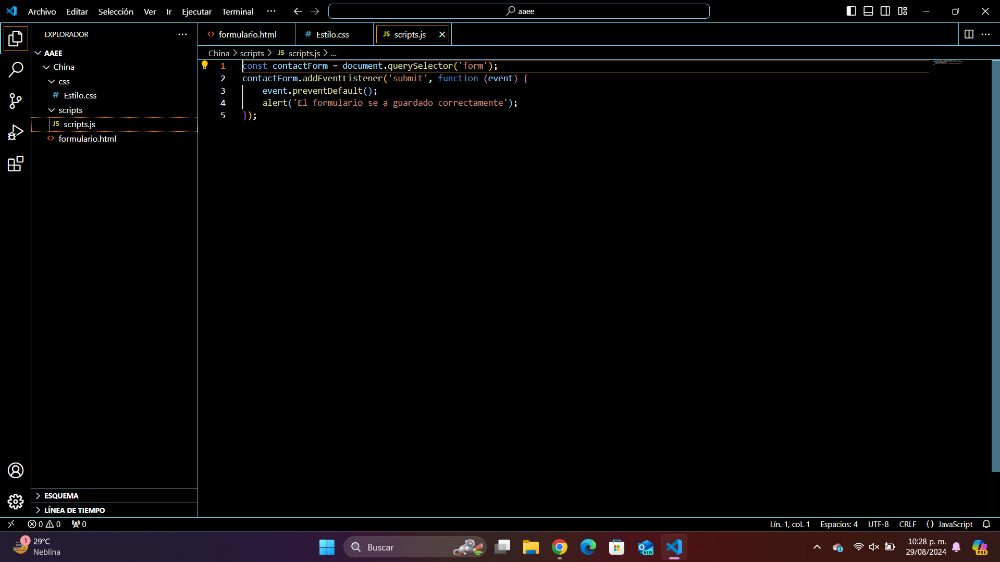 Archivo Editar Selección Ver Ir Ejecutar Terminal ... aaee
EXPLORADOR ...
AAEE
China
css
# Estilo.css
scripts
JS scripts.js
<> formulario.html
<> formulario.html # Estilo.css JS scripts.js
China > scripts > JS scripts.js > ...
1 const contactForm = document.querySelector('form');
2 contactForm.addEventListener('submit', function (event) {
3 event.preventDefault();
4 alert('El formulario se a guardado correctamente');
5 });
ESQUEMA
LÍNEA DE TIEMPO
0 0 0 Lín. 1, col. 1 Espacios: 4 UTF-8 CRLF {} JavaScript
1 29°C
Neblina
Buscar
NEW
10:28 p. m.
29/08/2024
PRE